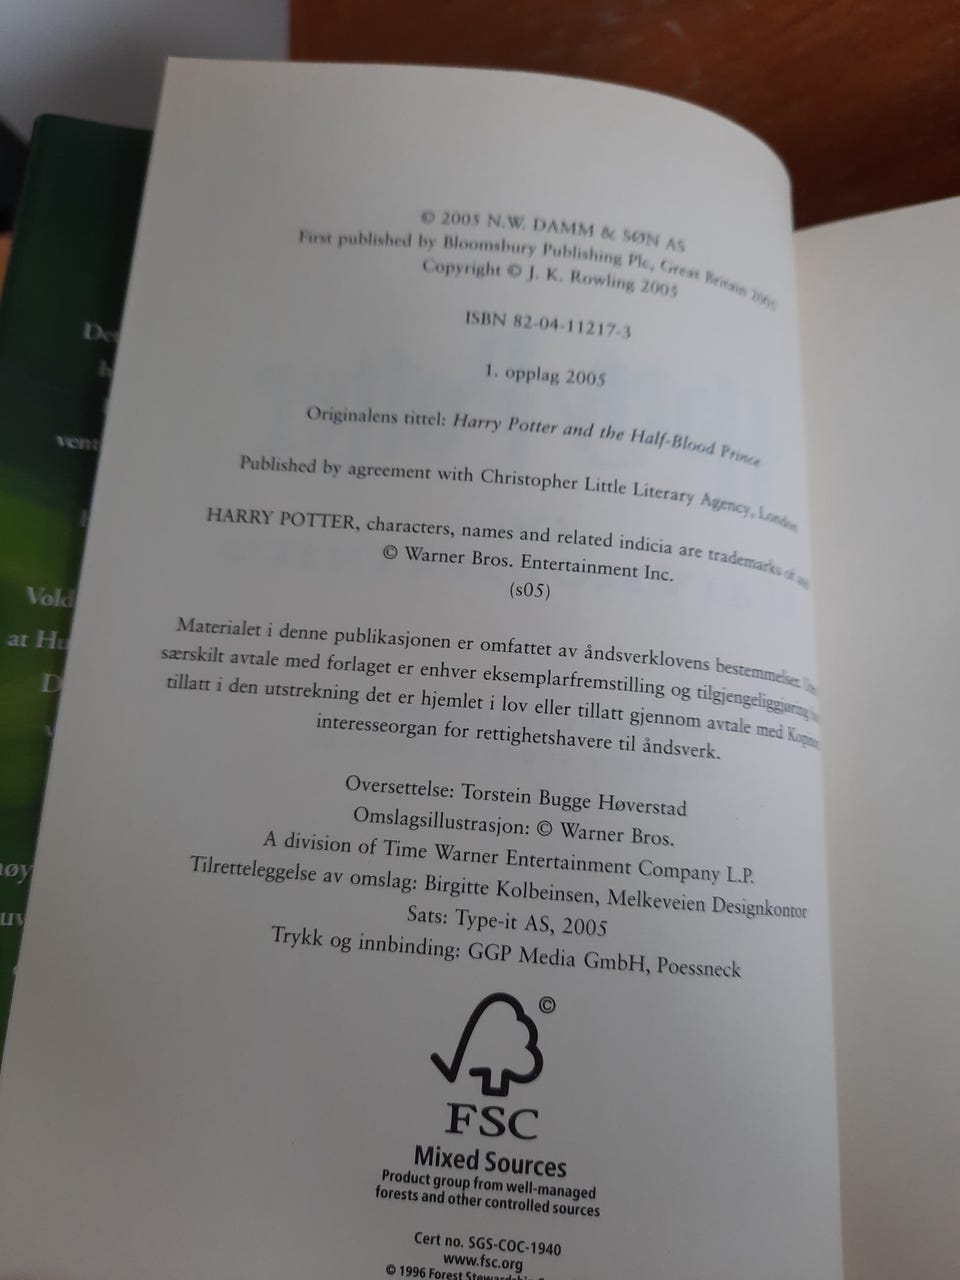 © 2005 N.W. DAMM & SØN AS
First published by Bloomsbury Publishing Plc, Great Britain 2005
Copyright © J. K. Rowling 2005
ISBN 82-04-11217-3
1. opplag 2005
Originalens tittel: Harry Potter and the Half-Blood Prince
Published by agreement with Christopher Little Literary Agency, London
HARRY POTTER, characters, names and related indicia are trademarks of
© Warner Bros. Entertainment Inc.
(s05)
Materialet i denne publikasjonen er omfattet av åndsverklovens bestemmelser.
særskilt avtale med forlaget er enhver eksemplarfremstilling og tilgjengeliggjøring
tillatt i den utstrekning det er hjemlet i lov eller tillatt gjennom avtale med
interesseorgan for rettighetshavere til åndsverk.
Oversettelse: Torstein Bugge Høverstad
Omslagsillustrasjon: © Warner Bros.
A division of Time Warner Entertainment Company L.P.
Tilretteleggelse av omslag: Birgitte Kolbeinsen, Melkeveien Designkontor
Sats: Type-it AS, 2005
Trykk og innbinding: GGP Media GmbH, Poessneck
©
FSC
Mixed Sources
Product group from well-managed
forests and other controlled sources
Cert no. SGS-COC-1940
www.fsc.org
© 1996 Forest
at